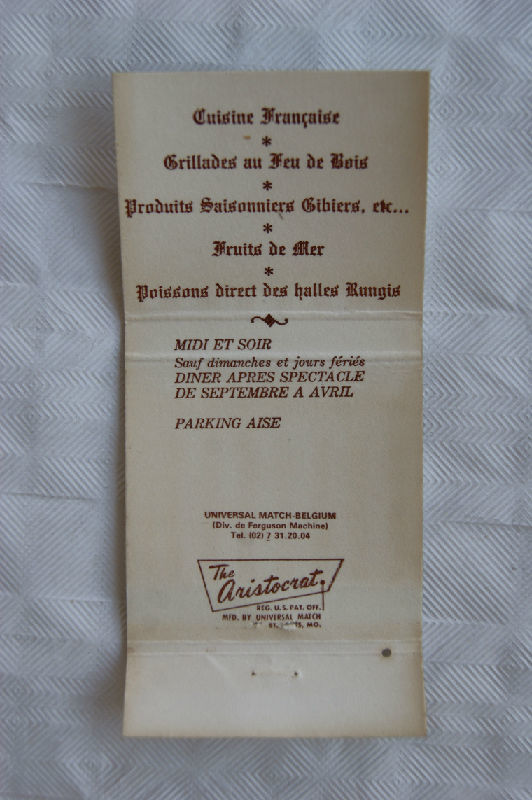 Cuisine Française
*
Grillades au Feu de Bois
*
Produits Saisonniers Gibiers, etc...
*
Fruits de Mer
*
Poissons direct des halles Rungis
MIDI ET SOIR
Sauf dimanches et jours fériés
DINER APRES SPECTACLE
DE SEPTEMBRE A AVRIL
PARKING AISE
UNIVERSAL MATCH-BELGIUM
(Div. de Ferguson Machine)
Tel. (02) 7 31.20.04
The
Aristocrat
REG. U.S. PAT. OFF.
MFD. BY UNIVERSAL MATCH
MO.